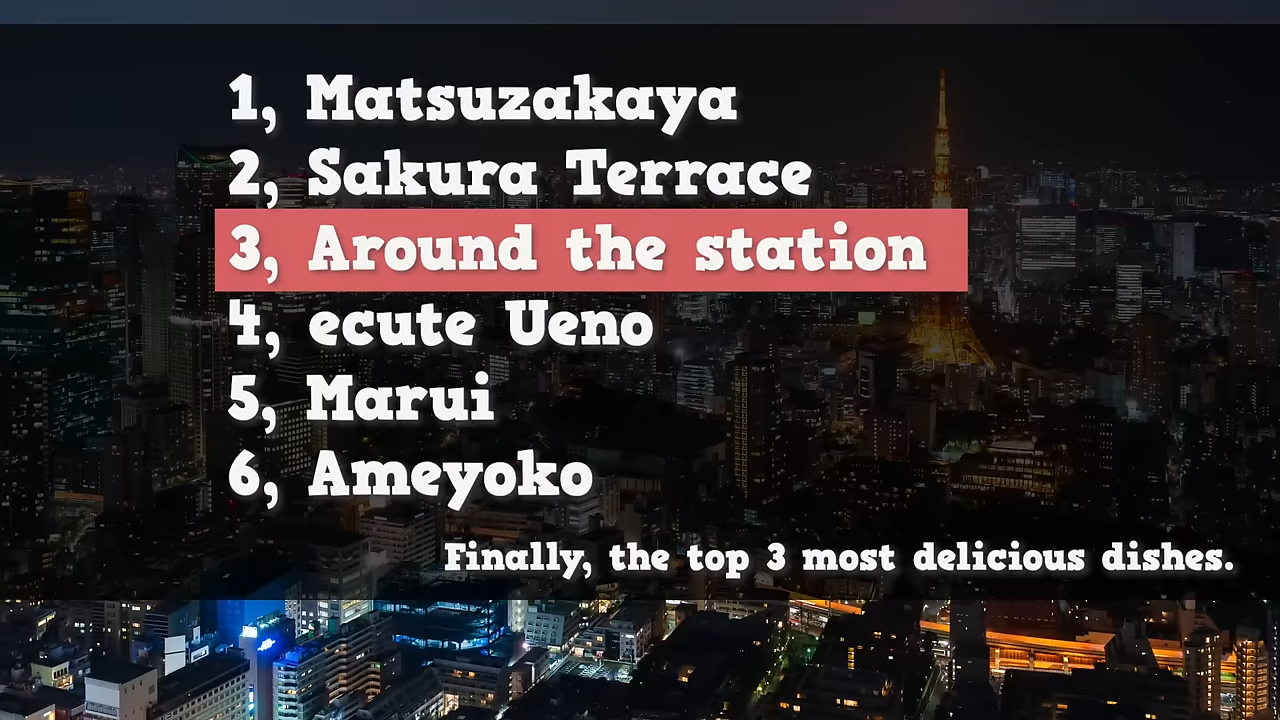 1, Matsuzakaya
2, Sakura Terrace
3, Around the station
4, ecute Ueno
5, Marui
6, Ameyoko
Finally, the top 3 most delicious dishes.